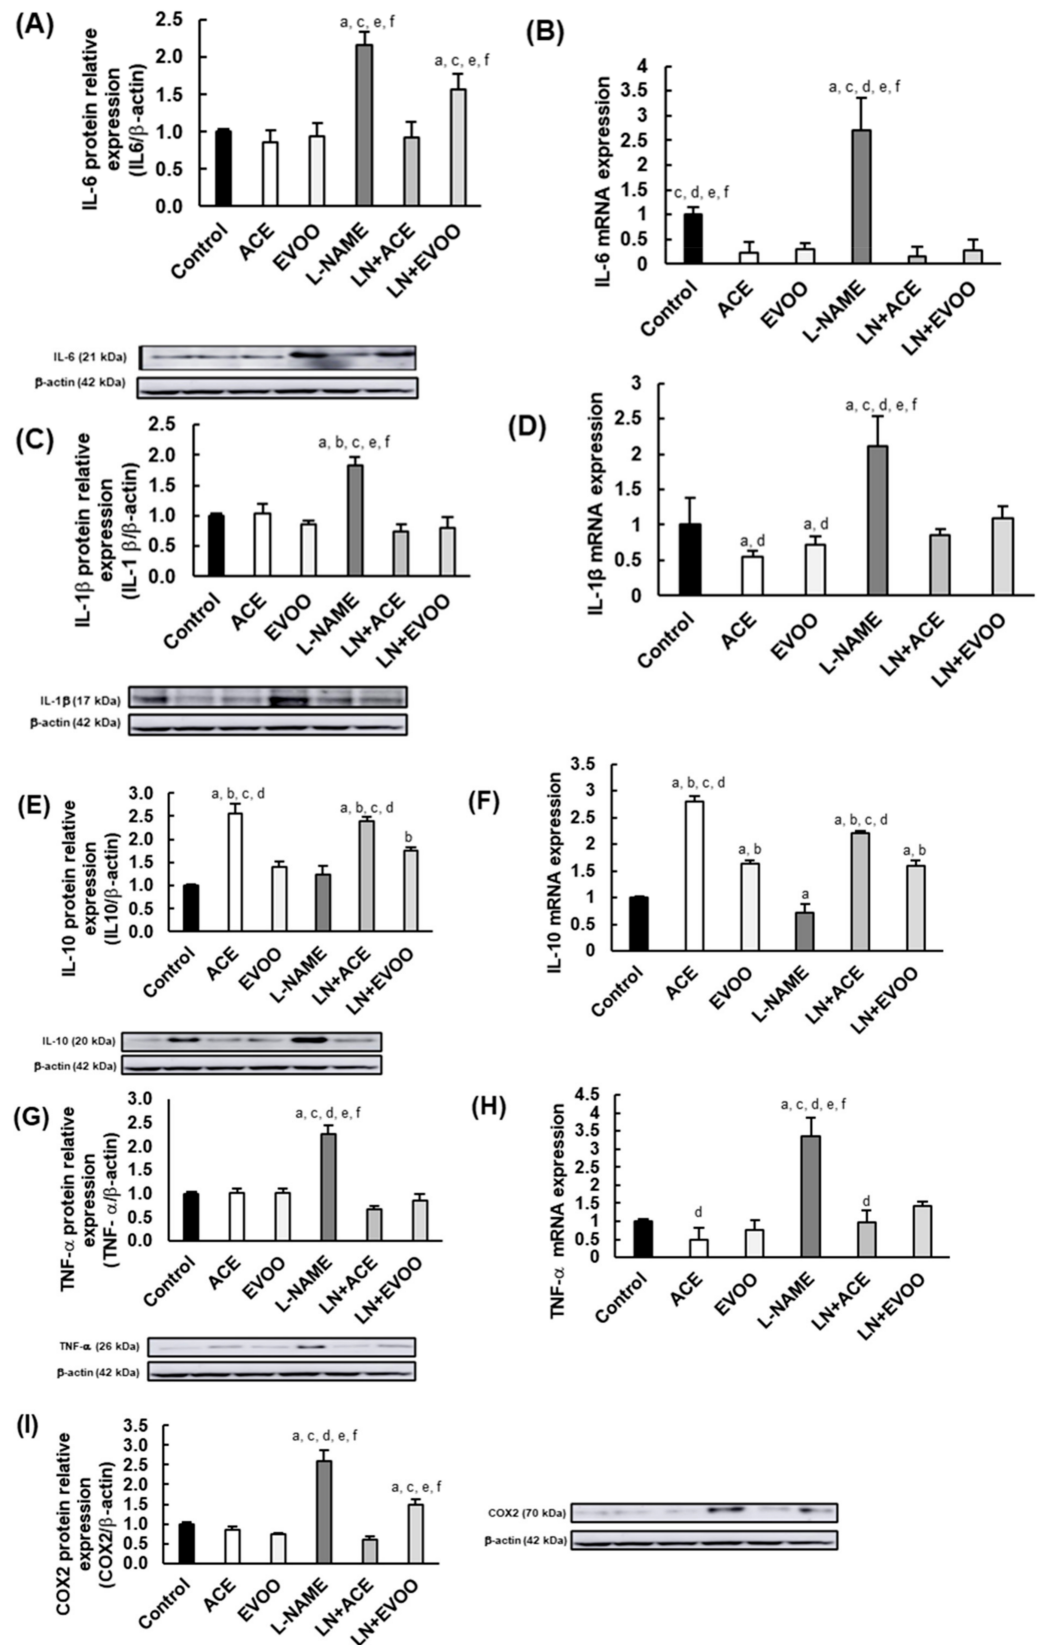 (A)
IL-6 protein relative
expression
(IL6/β-actin)
2.5
2.0
1.5
1.0
0.5
0.0
a, c, e, f
a, c, e, f
Control
ACE
EVOO
L-NAME
LN+ACE
LN+EVOO
IL-6 (21 kDa)
β-actin (42 kDa)
(B)
IL-6 mRNA expression
4
3.5
3
2.5
2
1.5
1
0.5
0
c, d, e, f
a, c, d, e, f
Control
ACE
EVOO
L-NAME
LN+ACE
LN+EVOO
(C)
IL-1β protein relative
expression
(IL-1 β/β-actin)
2.5
2.0
1.5
1.0
0.5
0.0
a, b, c, e, f
Control
ACE
EVOO
L-NAME
LN+ACE
LN+EVOO
IL-1β (17 kDa)
β-actin (42 kDa)
(D)
IL-1β mRNA expression
3
2.5
2
1.5
1
0.5
0
a, d
a, d
a, c, d, e, f
Control
ACE
EVOO
L-NAME
LN+ACE
LN+EVOO
(E)
IL-10 protein relative
expression
(IL10/β-actin)
3.0
2.5
2.0
1.5
1.0
0.5
0.0
a, b, c, d
a, b, c, d
b
Control
ACE
EVOO
L-NAME
LN+ACE
LN+EVOO
IL-10 (20 kDa)
β-actin (42 kDa)
(F)
IL-10 mRNA expression
3.5
3
2.5
2
1.5
1
0.5
0
a, b, c, d
a, b
a
a, b, c, d
a, b
Control
ACE
EVOO
L-NAME
LN+ACE
LN+EVOO
(G)
TNF-α protein relative
expression
(TNF- α/β-actin)
3.0
2.5
2.0
1.5
1.0
0.5
0.0
a, c, d, e, f
Control
ACE
EVOO
L-NAME
LN+ACE
LN+EVOO
TNF-α (26 kDa)
β-actin (42 kDa)
(H)
TNF-α mRNA expression
4.5
4
3.5
3
2.5
2
1.5
1
0.5
0
d
a, c, d, e, f
d
Control
ACE
EVOO
L-NAME
LN+ACE
LN+EVOO
(I)
COX2 protein relative
expression
(COX2/β-actin)
3.5
3.0
2.5
2.0
1.5
1.0
0.5
0.0
a, c, d, e, f
a, c, e, f
Control
ACE
EVOO
L-NAME
LN+ACE
LN+EVOO
COX2 (70 kDa)
β-actin (42 kDa)